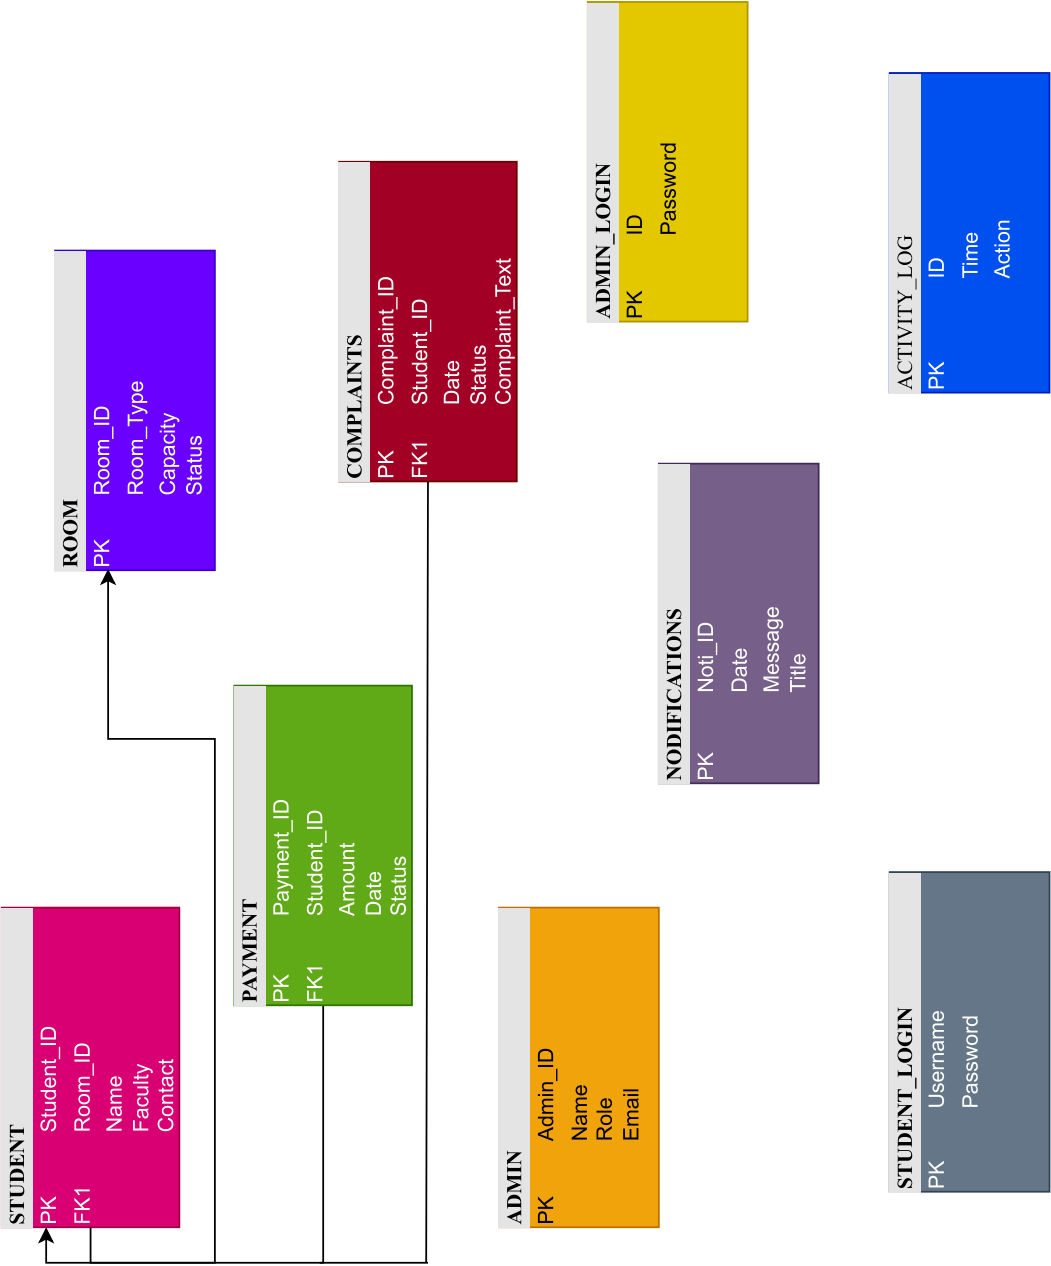 STUDENT
PK Student_ID
FK1 Room_ID
Name
Faculty
Contact
ROOM
PK Room_ID
Room_Type
Capacity
Status
PAYMENT
PK Payment_ID
FK1 Student_ID
Amount
Date
Status
COMPLAINTS
PK Complaint_ID
FK1 Student_ID
Date
Status
Complaint_Text
ADMIN
PK Admin_ID
Name
Role
Email
ADMIN_LOGIN
PK ID
Password
NODIFICATIONS
PK Noti_ID
Date
Message
Title
STUDENT_LOGIN
PK Username
Password
ACTIVITY_LOG
PK ID
Time
Action